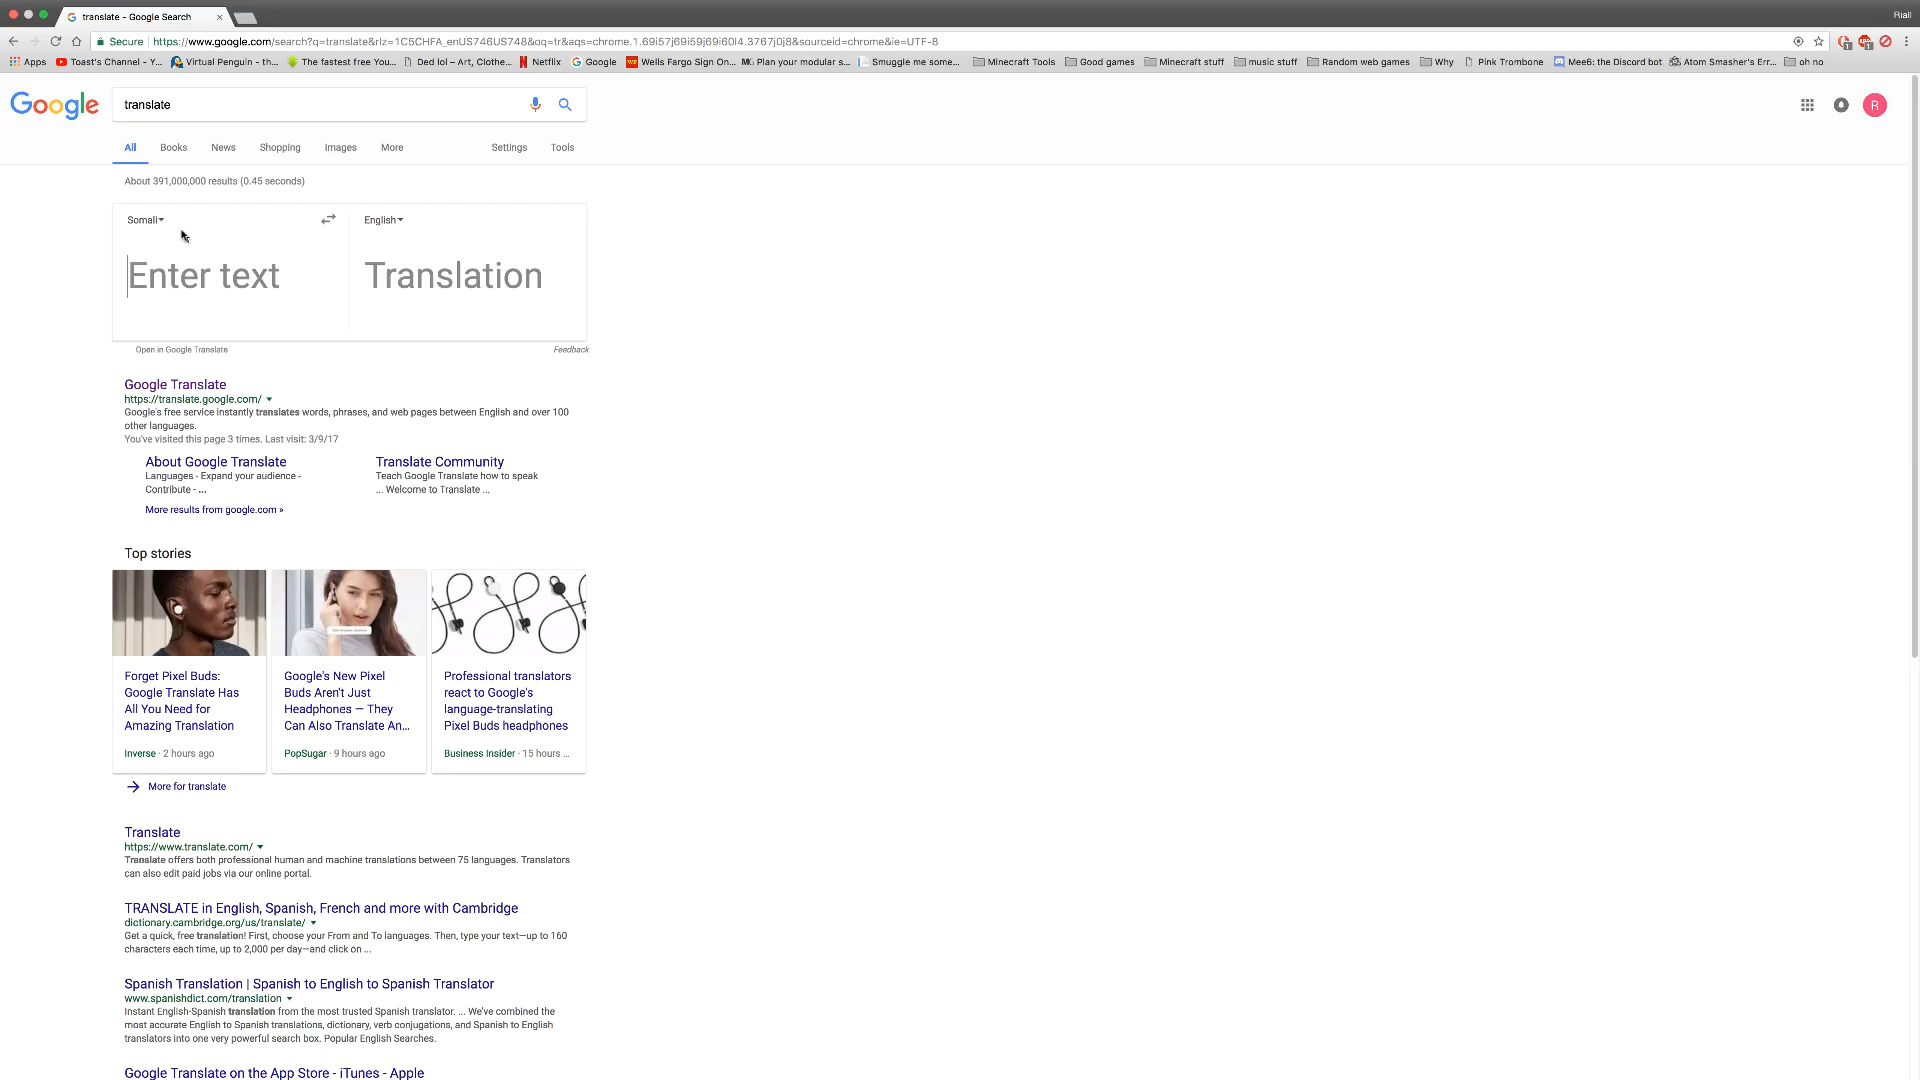 translate - Google Search
Riall
Secure https://www.google.com/search?q=translate&rlz=1C5CHFA_enUS746US748&oq=tr&aqs=chrome.1.69i57j69i59j69i60l4.3767j0j8&sourceid=chrome&ie=UTF-8
Apps Toast's Channel - Y... Virtual Penguin - th... The fastest free You... Ded lol – Art, Clothe... Netflix Google Wells Fargo Sign On... Plan your modular s... Smuggle me some... Minecraft Tools Good games Minecraft stuff music stuff Random web games Why Pink Trombone Mee6: the Discord bot Atom Smasher's Err... oh no
Google translate R
All Books News Shopping Images More Settings Tools
About 391,000,000 results (0.45 seconds)
Somali English
Enter text Translation
Open in Google Translate Feedback
Google Translate
https://translate.google.com/
Google's free service instantly translates words, phrases, and web pages between English and over 100
other languages.
You've visited this page 3 times. Last visit: 3/9/17
About Google Translate
Languages - Expand your audience -
Contribute - ...
Translate Community
Teach Google Translate how to speak
... Welcome to Translate ...
More results from google.com »
Top stories
Forget Pixel Buds:
Google Translate Has
All You Need for
Amazing Translation
Inverse · 2 hours ago
Google's New Pixel
Buds Aren't Just
Headphones — They
Can Also Translate An...
PopSugar · 9 hours ago
Professional translators
react to Google's
language-translating
Pixel Buds headphones
Business Insider · 15 hours ...
More for translate
Translate
https://www.translate.com/
Translate offers both professional human and machine translations between 75 languages. Translators
can also edit paid jobs via our online portal.
TRANSLATE in English, Spanish, French and more with Cambridge
dictionary.cambridge.org/us/translate/
Get a quick, free translation! First, choose your From and To languages. Then, type your text—up to 160
characters each time, up to 2,000 per day—and click on ...
Spanish Translation | Spanish to English to Spanish Translator
www.spanishdict.com/translation
Instant English-Spanish translation from the most trusted Spanish translator. ... We've combined the
most accurate English to Spanish translations, dictionary, verb conjugations, and Spanish to English
translators into one very powerful search box. Popular English Searches.
Google Translate on the App Store - iTunes - Apple